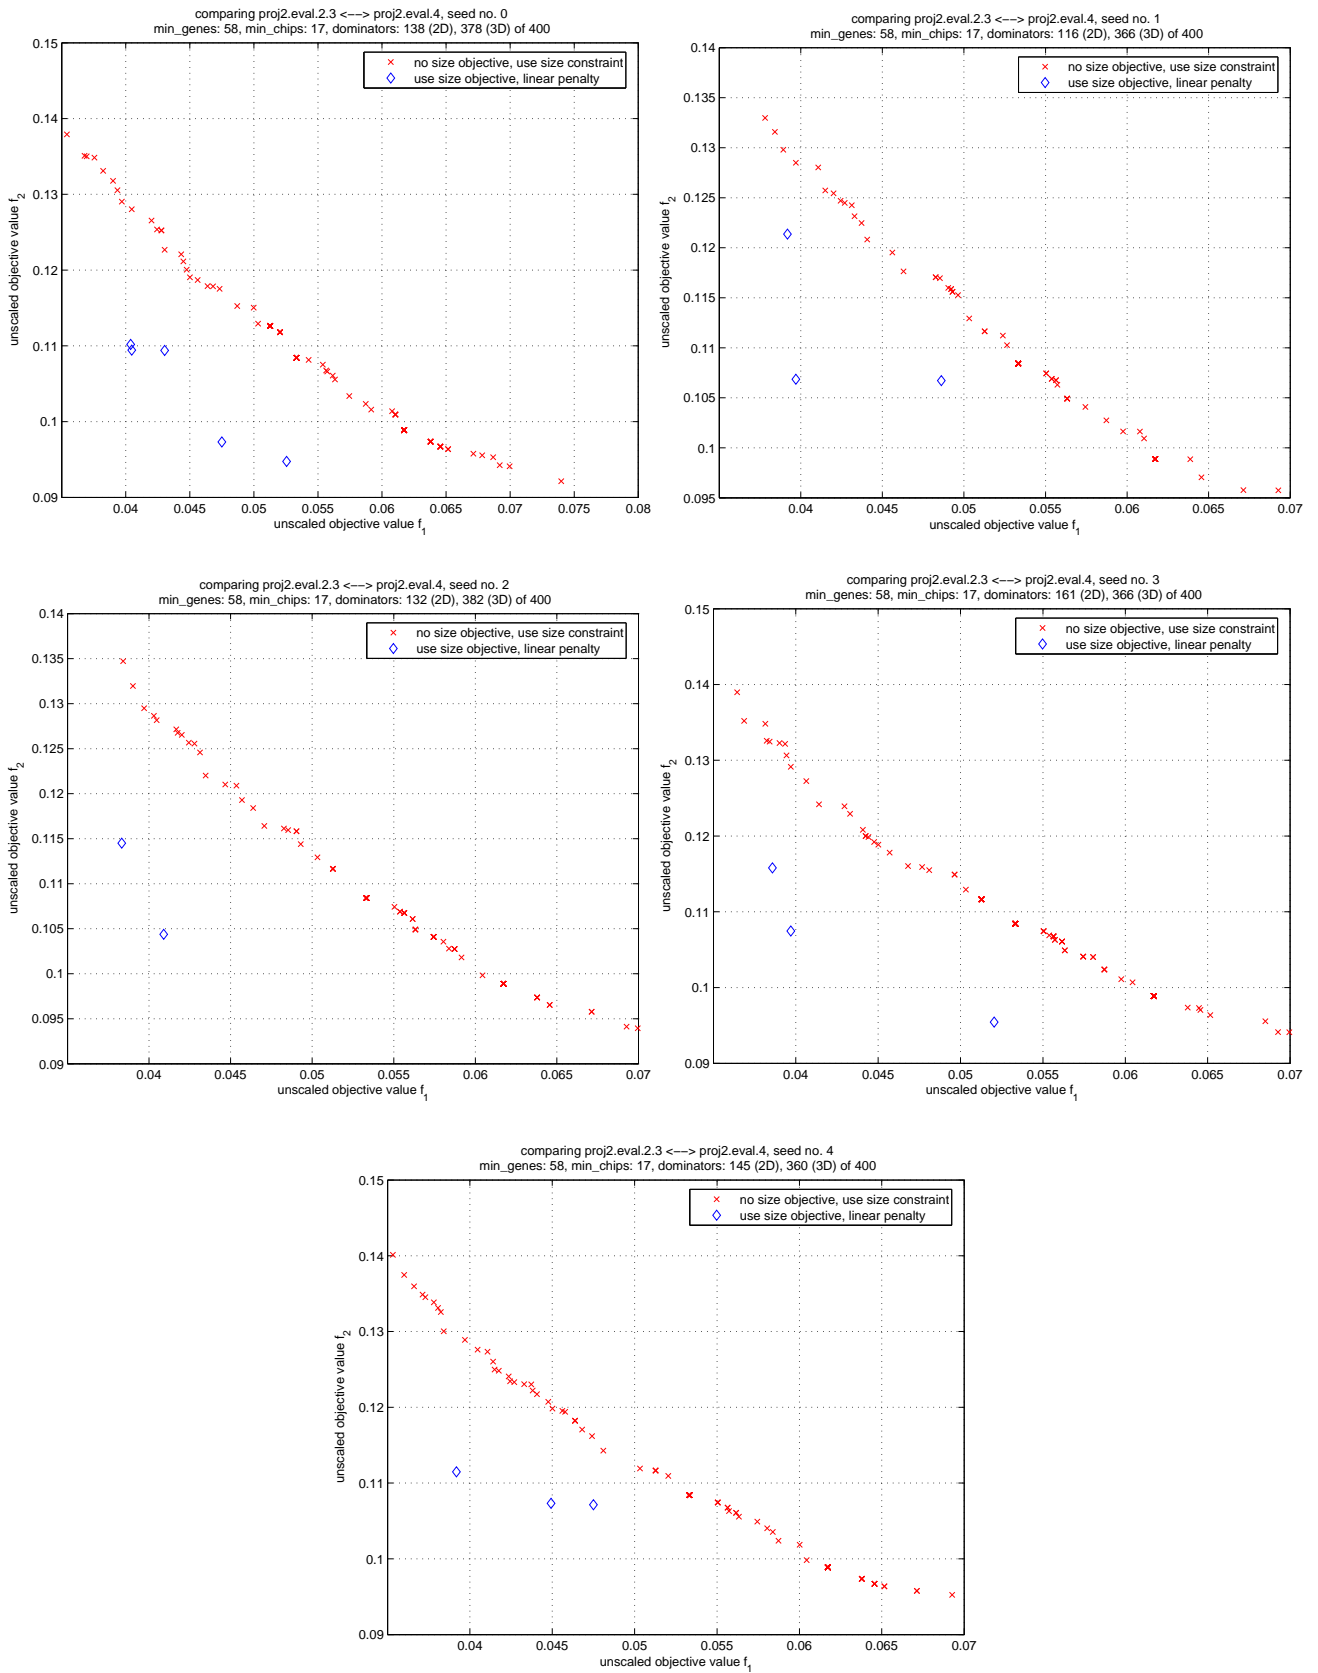 comparing proj2.eval.2.3 <--> proj2.eval.4, seed no. 0
min_genes: 58, min_chips: 17, dominators: 138 (2D), 378 (3D) of 400
0.15
0.14
0.13
0.12
0.11
0.1
0.09
unscaled objective value f_2
no size objective, use size constraint
use size objective, linear penalty
0.04 0.045 0.05 0.055 0.06 0.065 0.07 0.075 0.08
unscaled objective value f_1
comparing proj2.eval.2.3 <--> proj2.eval.4, seed no. 1
min_genes: 58, min_chips: 17, dominators: 116 (2D), 366 (3D) of 400
0.14
0.135
0.13
0.125
0.12
0.115
0.11
0.105
0.1
0.095
unscaled objective value f_2
no size objective, use size constraint
use size objective, linear penalty
0.04 0.045 0.05 0.055 0.06 0.065 0.07
unscaled objective value f_1
comparing proj2.eval.2.3 <--> proj2.eval.4, seed no. 2
min_genes: 58, min_chips: 17, dominators: 132 (2D), 382 (3D) of 400
0.14
0.135
0.13
0.125
0.12
0.115
0.11
0.105
0.1
0.095
0.09
unscaled objective value f_2
no size objective, use size constraint
use size objective, linear penalty
0.04 0.045 0.05 0.055 0.06 0.065 0.07
unscaled objective value f_1
comparing proj2.eval.2.3 <--> proj2.eval.4, seed no. 3
min_genes: 58, min_chips: 17, dominators: 161 (2D), 366 (3D) of 400
0.15
0.14
0.13
0.12
0.11
0.1
0.09
unscaled objective value f_2
no size objective, use size constraint
use size objective, linear penalty
0.04 0.045 0.05 0.055 0.06 0.065 0.07
unscaled objective value f_1
comparing proj2.eval.2.3 <--> proj2.eval.4, seed no. 4
min_genes: 58, min_chips: 17, dominators: 145 (2D), 360 (3D) of 400
0.15
0.14
0.13
0.12
0.11
0.1
0.09
unscaled objective value f_2
no size objective, use size constraint
use size objective, linear penalty
0.04 0.045 0.05 0.055 0.06 0.065 0.07
unscaled objective value f_1